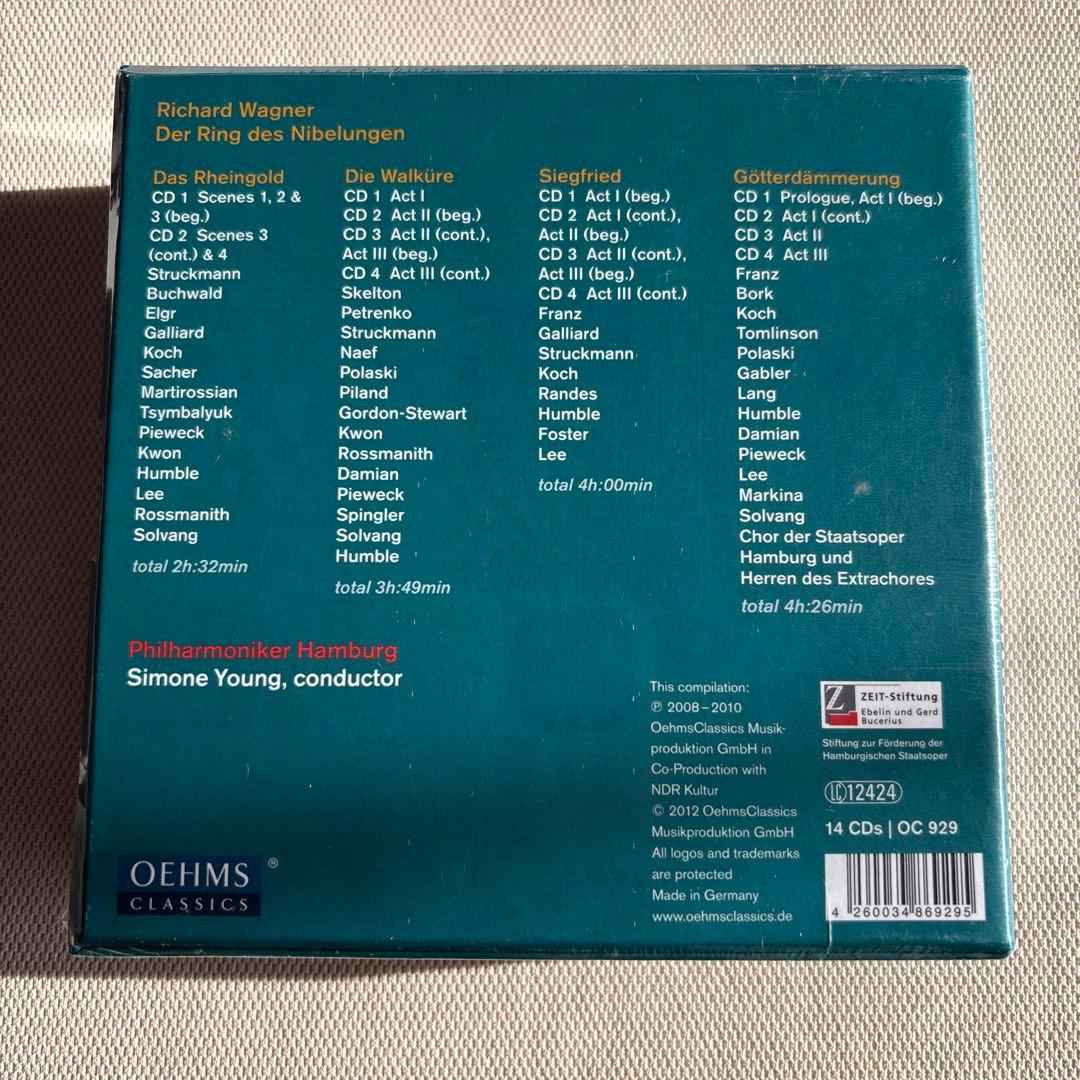 Richard Wagner
Der Ring des Nibelungen
Das Rheingold
CD 1 Scenes 1, 2 &
3 (beg.)
CD 2 Scenes 3
(cont.) & 4
Struckmann
Buchwald
Elgr
Galliard
Koch
Sacher
Martirossian
Tsymbalyuk
Pieweck
Kwon
Humble
Lee
Rossmanith
Solvang
total 2h:32min
Die Walküre
CD 1 Act I
CD 2 Act II (beg.)
CD 3 Act II (cont.),
Act III (beg.)
CD 4 Act III (cont.)
Skelton
Petrenko
Struckmann
Naef
Polaski
Piland
Gordon-Stewart
Kwon
Rossmanith
Damian
Pieweck
Spingler
Solvang
Humble
total 3h:49min
Siegfried
CD 1 Act I (beg.)
CD 2 Act I (cont.),
Act II (beg.)
CD 3 Act II (cont.),
Act III (beg.)
CD 4 Act III (cont.)
Franz
Galliard
Struckmann
Koch
Randes
Humble
Foster
Lee
total 4h:00min
Götterdämmerung
CD 1 Prologue, Act I (beg.)
CD 2 Act I (cont.)
CD 3 Act II
CD 4 Act III
Franz
Bork
Koch
Tomlinson
Polaski
Gabler
Lang
Humble
Damian
Pieweck
Lee
Markina
Solvang
Chor der Staatsoper
Hamburg und
Herren des Extrachores
total 4h:26min
Philharmoniker Hamburg
Simone Young, conductor
This compilation:
℗ 2008–2010
OehmsClassics Musik-
produktion GmbH in
Co-Production with
NDR Kultur
© 2012 OehmsClassics
Musikproduktion GmbH
All logos and trademarks
are protected
Made in Germany
www.oehmsclassics.de
Z
ZEIT-Stiftung
Ebelin und Gerd
Bucerius
Stiftung zur Förderung der
Hamburgischen Staatsoper
LC 12424
14 CDs | OC 929
4 260034 869295
OEHMS ®
CLASSICS